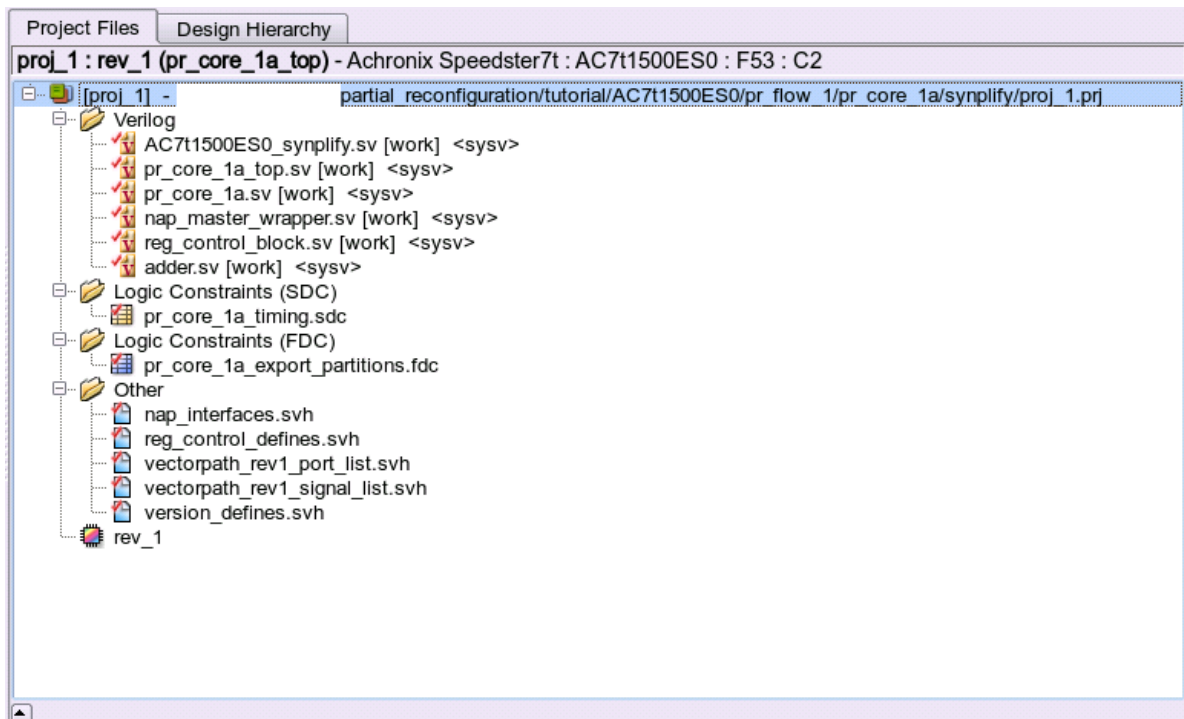 Project Files Design Hierarchy
proj_1 : rev_1 (pr_core_1a_top) - Achronix Speedster7t : AC7t1500ES0 : F53 : C2
[proj_1] - partial_reconfiguration/tutorial/AC7t1500ES0/pr_flow_1/pr_core_1a/synplify/proj_1.prj
Verilog
AC7t1500ES0_synplify.sv [work] <sysv>
pr_core_1a_top.sv [work] <sysv>
pr_core_1a.sv [work] <sysv>
nap_master_wrapper.sv [work] <sysv>
reg_control_block.sv [work] <sysv>
adder.sv [work] <sysv>
Logic Constraints (SDC)
pr_core_1a_timing.sdc
Logic Constraints (FDC)
pr_core_1a_export_partitions.fdc
Other
nap_interfaces.svh
reg_control_defines.svh
vectorpath_rev1_port_list.svh
vectorpath_rev1_signal_list.svh
version_defines.svh
rev_1